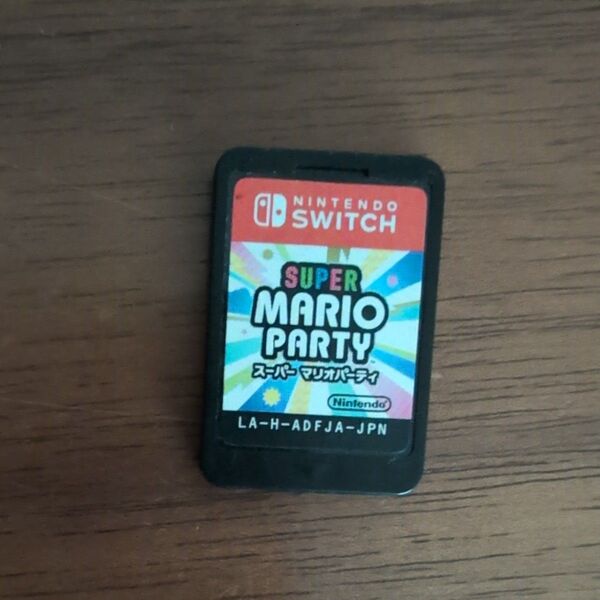 NINTENDO
SWITCH
SUPER
MARIO
PARTY
スーパー マリオパーティ
Nintendo
LA-H-ADFJA-JPN